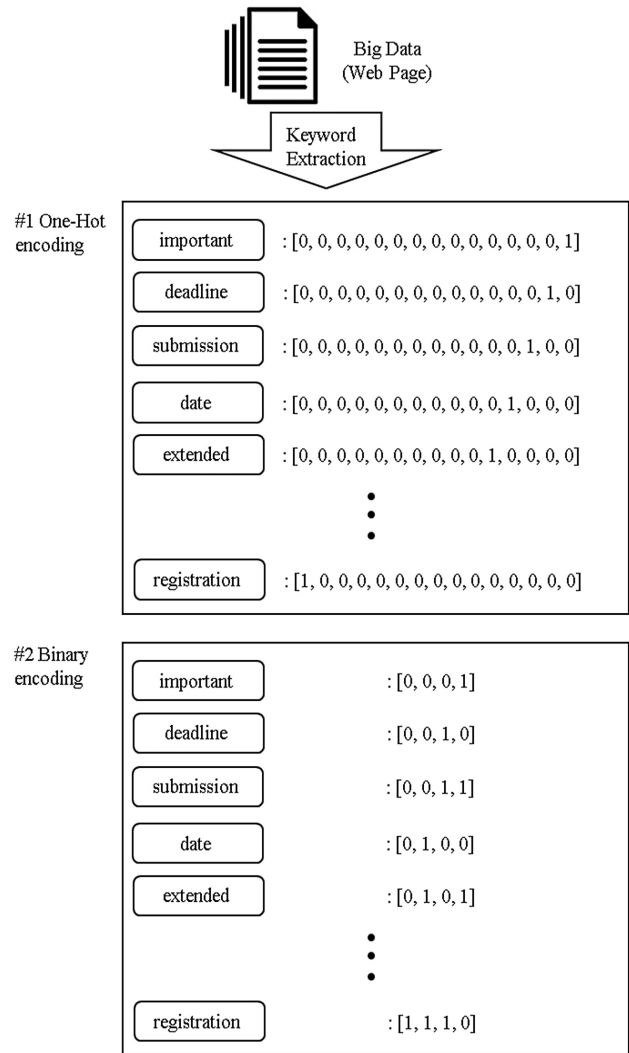 Big Data
(Web Page)
Keyword
Extraction
#1 One-Hot
encoding
important : [0, 0, 0, 0, 0, 0, 0, 0, 0, 0, 0, 0, 0, 0, 1]
deadline : [0, 0, 0, 0, 0, 0, 0, 0, 0, 0, 0, 0, 0, 1, 0]
submission : [0, 0, 0, 0, 0, 0, 0, 0, 0, 0, 0, 0, 1, 0, 0]
date : [0, 0, 0, 0, 0, 0, 0, 0, 0, 0, 0, 1, 0, 0, 0]
extended : [0, 0, 0, 0, 0, 0, 0, 0, 0, 0, 1, 0, 0, 0, 0]
registration : [1, 0, 0, 0, 0, 0, 0, 0, 0, 0, 0, 0, 0, 0, 0]
#2 Binary
encoding
important : [0, 0, 0, 1]
deadline : [0, 0, 1, 0]
submission : [0, 0, 1, 1]
date : [0, 1, 0, 0]
extended : [0, 1, 0, 1]
registration : [1, 1, 1, 0]